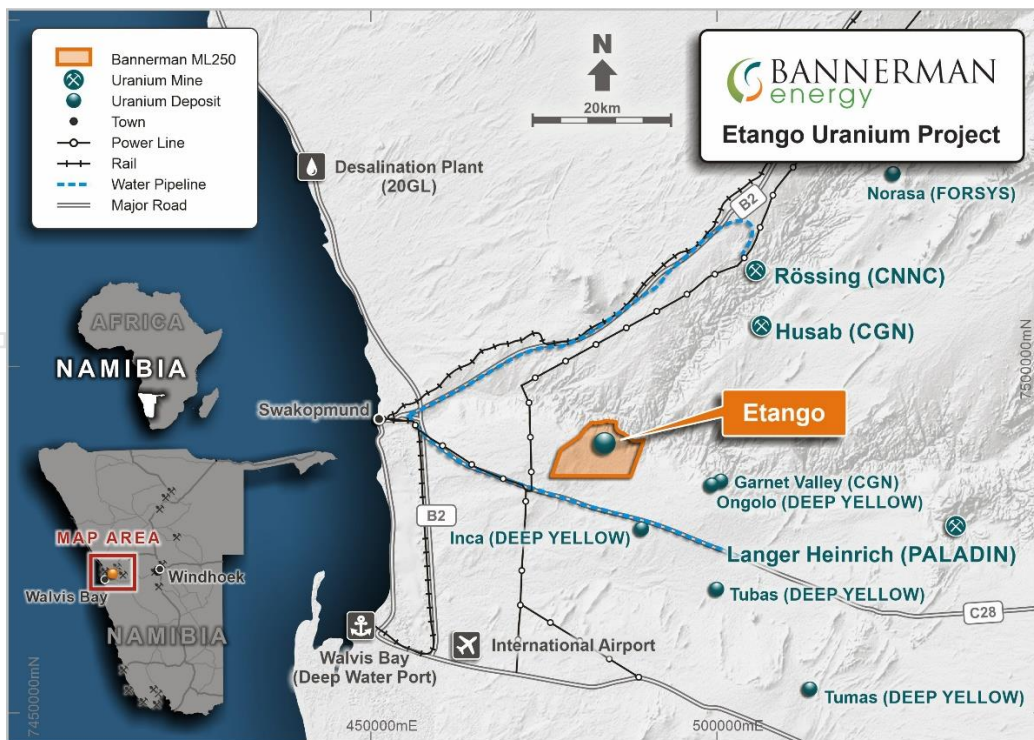 Bannerman ML250
Uranium Mine
Uranium Deposit
Town
Power Line
Rail
Water Pipeline
Major Road
N
20km
BANNERMAN
energy
Etango Uranium Project
Desalination Plant
(20GL)
B2
Norasa (FORSYS)
Rössing (CNNC)
Husab (CGN)
AFRICA
NAMIBIA
7500000mN
Swakopmund
Etango
Garnet Valley (CGN)
Ongolo (DEEP YELLOW)
B2
Inca (DEEP YELLOW)
Langer Heinrich (PALADIN)
MAP AREA
Windhoek
Walvis Bay
NAMIBIA
Tubas (DEEP YELLOW)
C28
International Airport
Walvis Bay
(Deep Water Port)
Tumas (DEEP YELLOW)
7450000mN
450000mE
500000mE